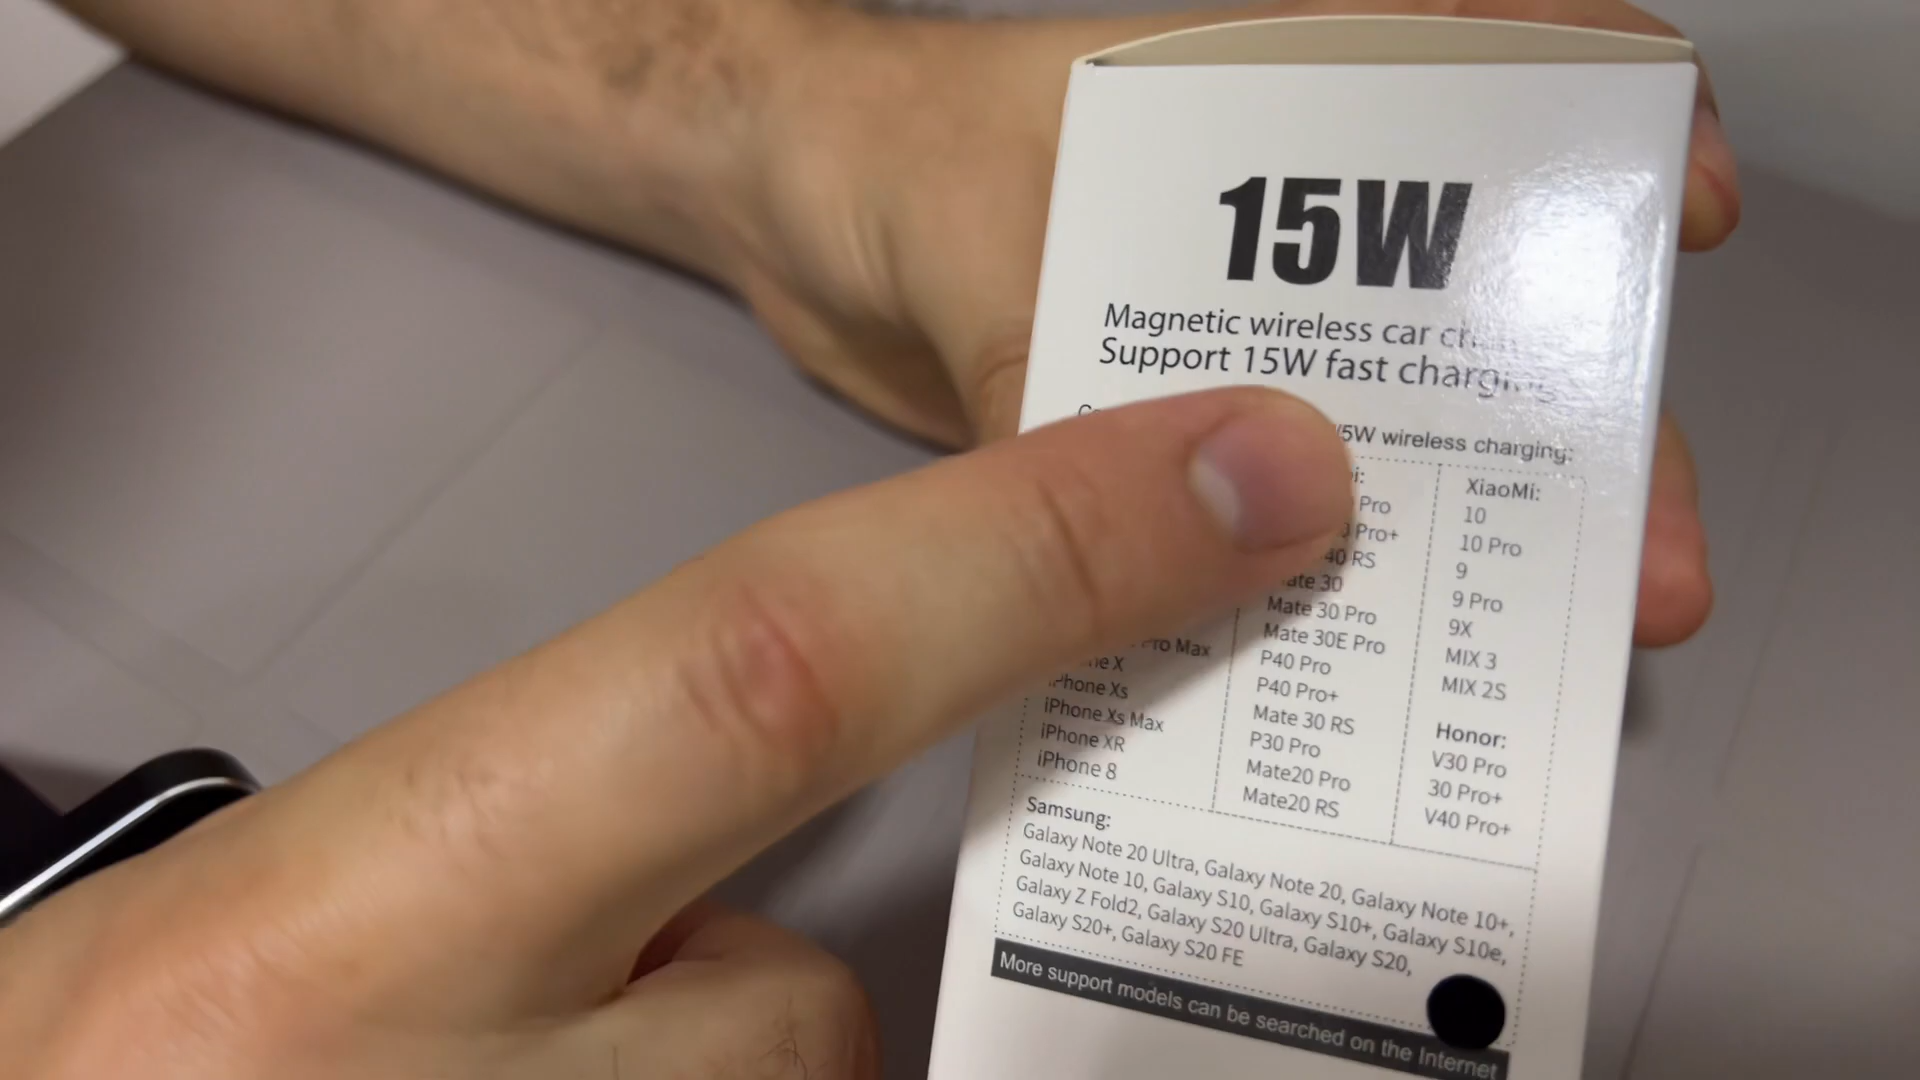 15W
Magnetic wireless car
Support 15W fast charging
5W wireless charging:
Pro
Pro+
40 RS
30
Mate 30 Pro
Mate 30E Pro
P40 Pro
P40 Pro+
Mate 30 RS
P30 Pro
Mate20 Pro
Mate20 RS
XiaoMi:
10
10 Pro
9
9 Pro
9X
MIX 3
MIX 2S
Honor:
V30 Pro
30 Pro+
V40 Pro+
Pro Max
X
iPhone Xs
iPhone Xs Max
iPhone XR
iPhone 8
Samsung:
Galaxy Note 20 Ultra, Galaxy Note 20, Galaxy Note 10+,
Galaxy Note 10, Galaxy S10, Galaxy S10+, Galaxy S10e,
Galaxy Z Fold2, Galaxy S20 Ultra, Galaxy S20,
Galaxy S20+, Galaxy S20 FE
More support models can be searched on the Internet